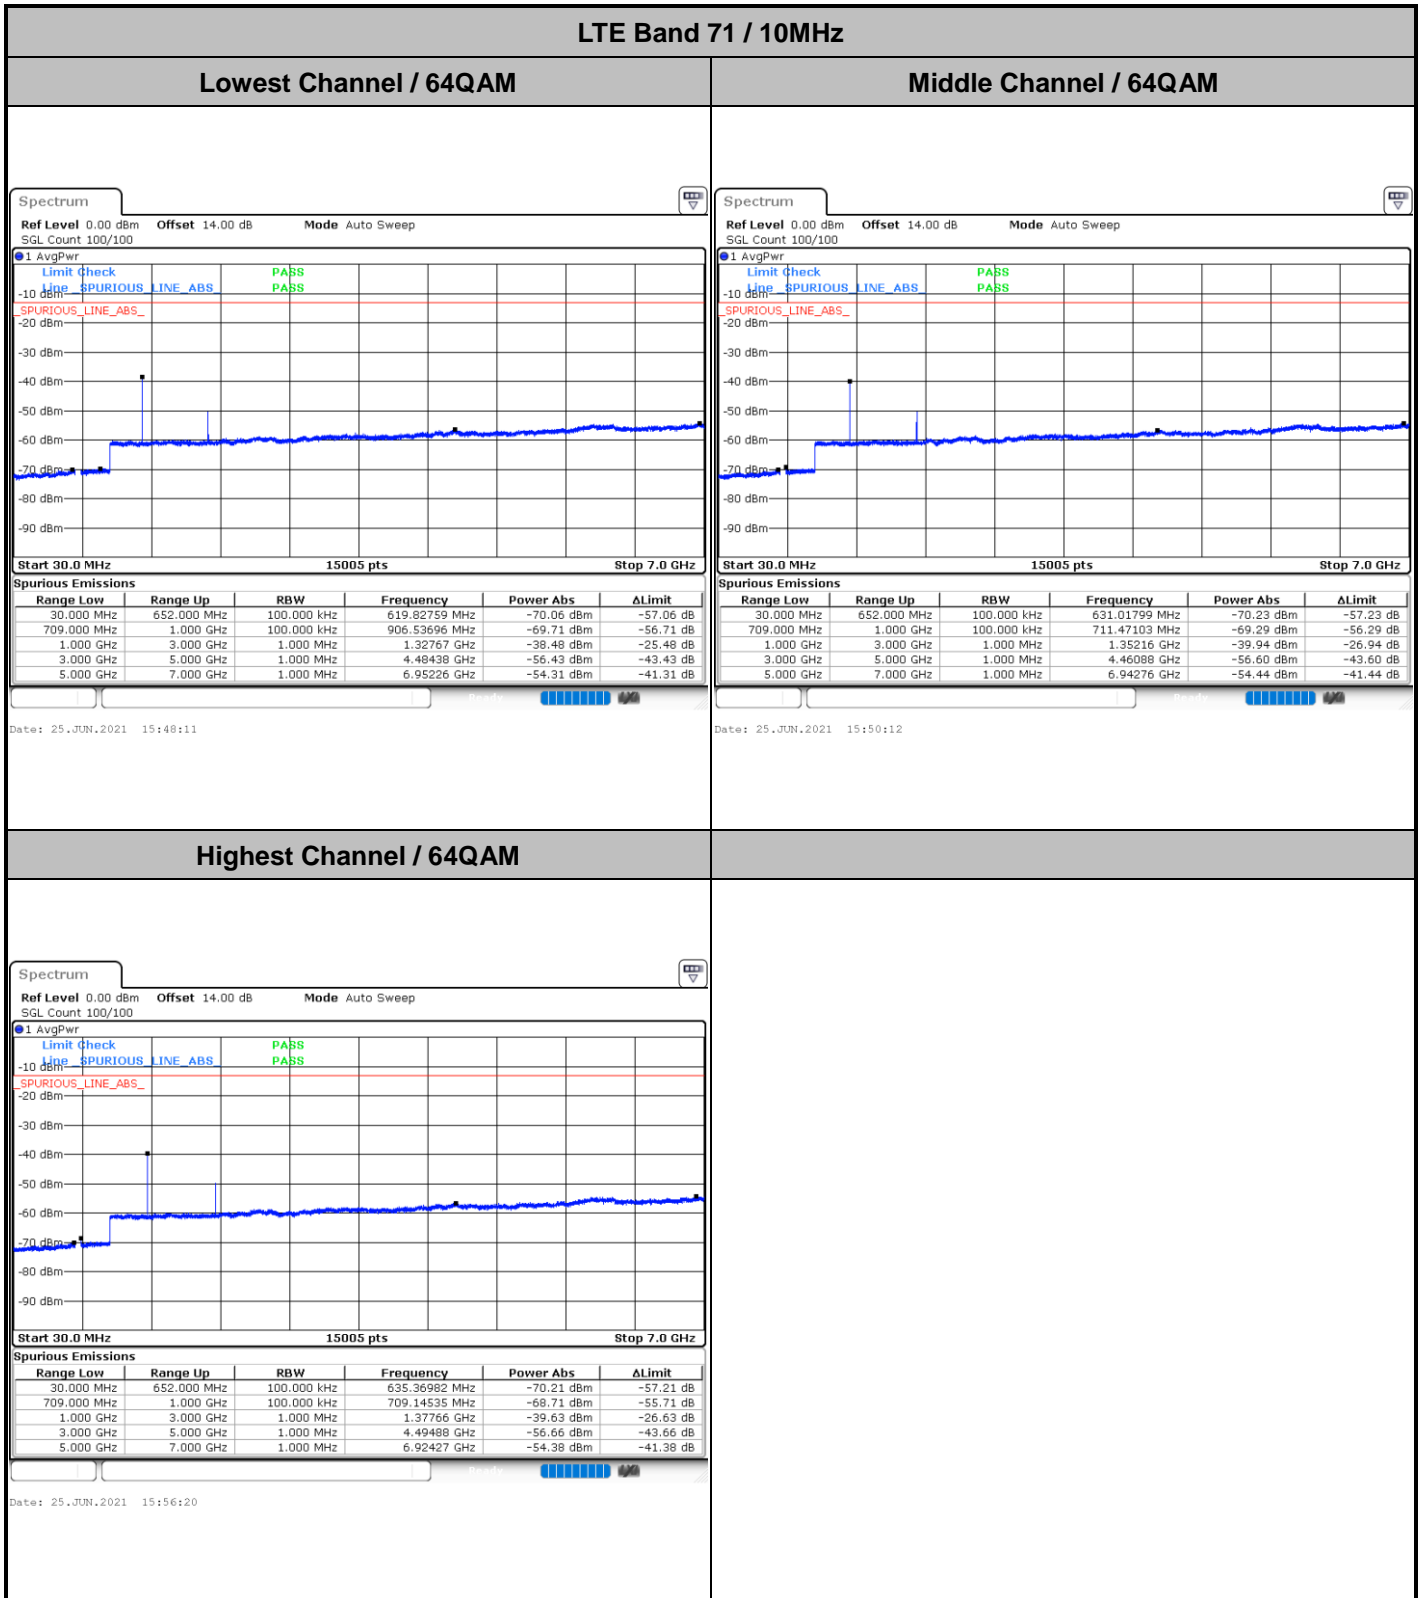 LTE Band 71 / 10MHz
Lowest Channel / 64QAM
Middle Channel / 64QAM
Spectrum
Ref Level 0.00 dBm Offset 14.00 dB Mode Auto Sweep
SGL Count 100/100
1 AvgPwr
Limit Check PASS
Line _SPURIOUS_LINE_ABS_ PASS
-10 dBm
_SPURIOUS_LINE_ABS_
-20 dBm
-30 dBm
-40 dBm
-50 dBm
-60 dBm
-70 dBm
-80 dBm
-90 dBm
Start 30.0 MHz 15005 pts Stop 7.0 GHz
Spurious Emissions
Range Low Range Up RBW Frequency Power Abs ΔLimit
30.000 MHz 652.000 MHz 100.000 kHz 619.82759 MHz -70.06 dBm -57.06 dB
709.000 MHz 1.000 GHz 100.000 kHz 906.53696 MHz -69.71 dBm -56.71 dB
1.000 GHz 3.000 GHz 1.000 MHz 1.32767 GHz -38.48 dBm -25.48 dB
3.000 GHz 5.000 GHz 1.000 MHz 4.48438 GHz -56.43 dBm -43.43 dB
5.000 GHz 7.000 GHz 1.000 MHz 6.95226 GHz -54.31 dBm -41.31 dB
Date: 25.JUN.2021 15:48:11
Spectrum
Ref Level 0.00 dBm Offset 14.00 dB Mode Auto Sweep
SGL Count 100/100
1 AvgPwr
Limit Check PASS
Line _SPURIOUS_LINE_ABS_ PASS
-10 dBm
_SPURIOUS_LINE_ABS_
-20 dBm
-30 dBm
-40 dBm
-50 dBm
-60 dBm
-70 dBm
-80 dBm
-90 dBm
Start 30.0 MHz 15005 pts Stop 7.0 GHz
Spurious Emissions
Range Low Range Up RBW Frequency Power Abs ΔLimit
30.000 MHz 652.000 MHz 100.000 kHz 631.01799 MHz -70.23 dBm -57.23 dB
709.000 MHz 1.000 GHz 100.000 kHz 711.47103 MHz -69.29 dBm -56.29 dB
1.000 GHz 3.000 GHz 1.000 MHz 1.35216 GHz -39.94 dBm -26.94 dB
3.000 GHz 5.000 GHz 1.000 MHz 4.46088 GHz -56.60 dBm -43.60 dB
5.000 GHz 7.000 GHz 1.000 MHz 6.94276 GHz -54.44 dBm -41.44 dB
Date: 25.JUN.2021 15:50:12
Highest Channel / 64QAM
Spectrum
Ref Level 0.00 dBm Offset 14.00 dB Mode Auto Sweep
SGL Count 100/100
1 AvgPwr
Limit Check PASS
Line _SPURIOUS_LINE_ABS_ PASS
-10 dBm
_SPURIOUS_LINE_ABS_
-20 dBm
-30 dBm
-40 dBm
-50 dBm
-60 dBm
-70 dBm
-80 dBm
-90 dBm
Start 30.0 MHz 15005 pts Stop 7.0 GHz
Spurious Emissions
Range Low Range Up RBW Frequency Power Abs ΔLimit
30.000 MHz 652.000 MHz 100.000 kHz 635.36982 MHz -70.21 dBm -57.21 dB
709.000 MHz 1.000 GHz 100.000 kHz 709.14535 MHz -68.71 dBm -55.71 dB
1.000 GHz 3.000 GHz 1.000 MHz 1.37766 GHz -39.63 dBm -26.63 dB
3.000 GHz 5.000 GHz 1.000 MHz 4.49488 GHz -56.66 dBm -43.66 dB
5.000 GHz 7.000 GHz 1.000 MHz 6.92427 GHz -54.38 dBm -41.38 dB
Date: 25.JUN.2021 15:56:20